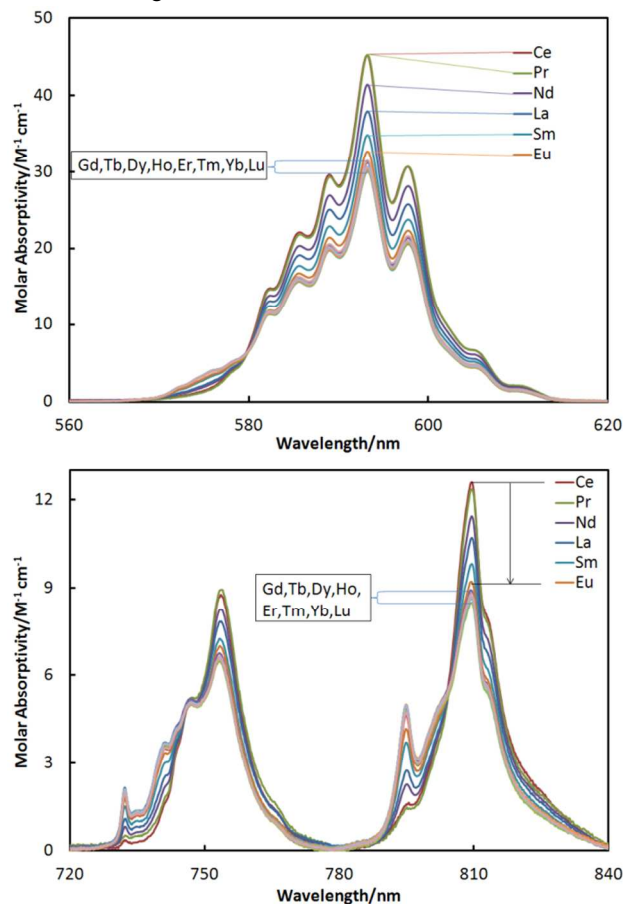 50
40
30
20
10
0
Molar Absorptivity/M⁻¹ cm⁻¹
Ce
Pr
Nd
La
Sm
Eu
Gd,Tb,Dy,Ho,Er,Tm,Yb,Lu
560 580 600 620
Wavelength/nm
12
9
6
3
0
Molar Absorptivity/M⁻¹ cm⁻¹
Ce
Pr
Nd
La
Sm
Eu
Gd,Tb,Dy,Ho,
Er,Tm,Yb,Lu
720 750 780 810 840
Wavelength/nm